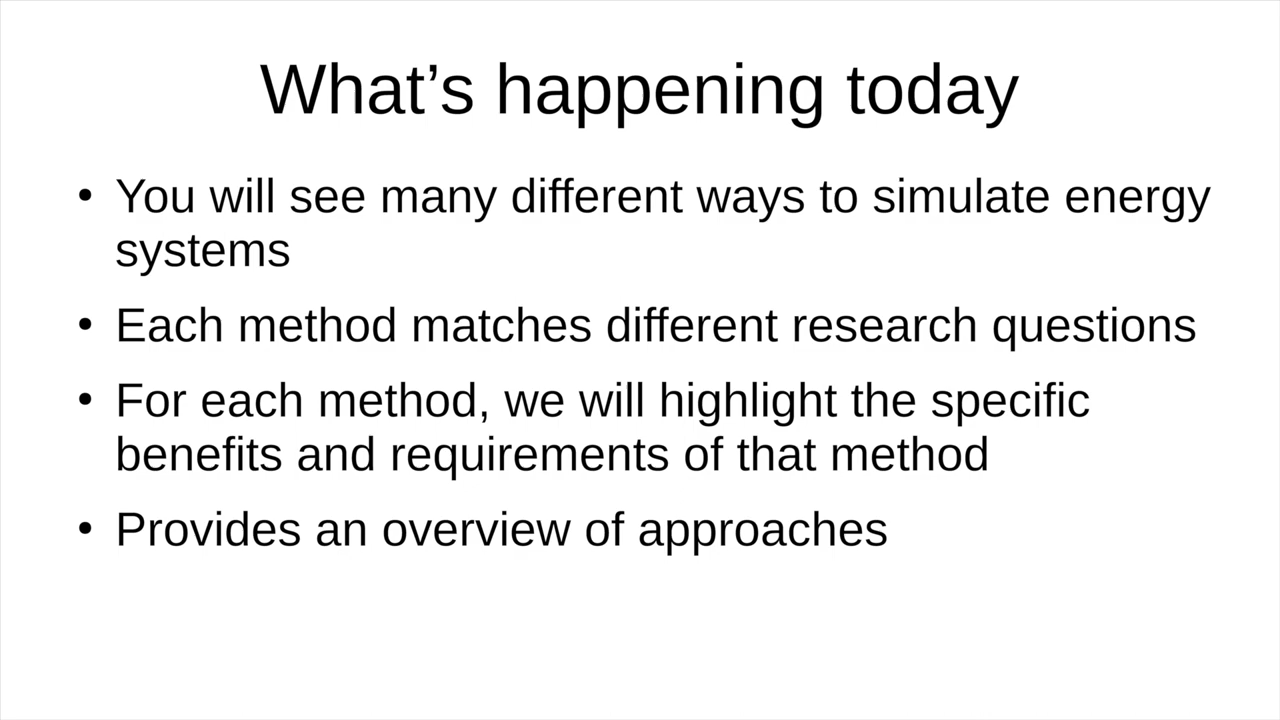 What’s happening today
• You will see many different ways to simulate energy
systems
• Each method matches different research questions
• For each method, we will highlight the specific
benefits and requirements of that method
• Provides an overview of approaches